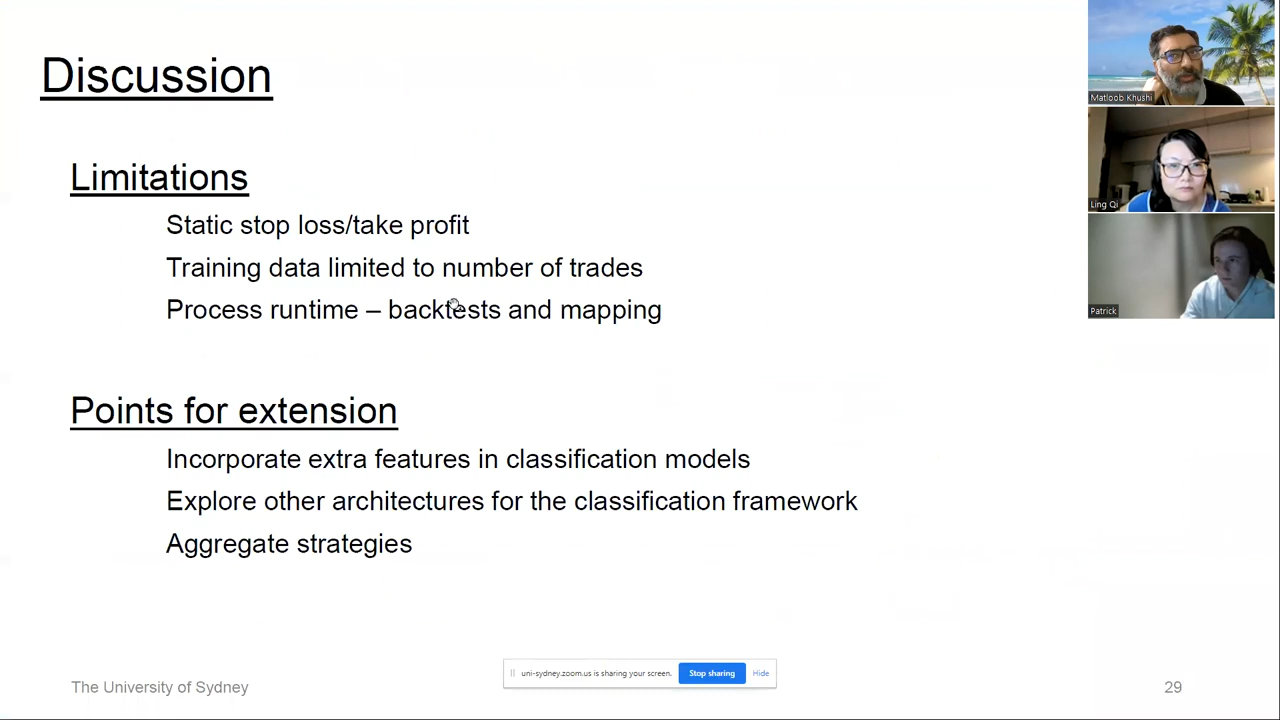 Discussion
Limitations
Static stop loss/take profit
Training data limited to number of trades
Process runtime – backtests and mapping
Points for extension
Incorporate extra features in classification models
Explore other architectures for the classification framework
Aggregate strategies
The University of Sydney
uni-sydney.zoom.us is sharing your screen.
Stop sharing
Hide
29
Matloob Khushi
Ling Qi
Patrick